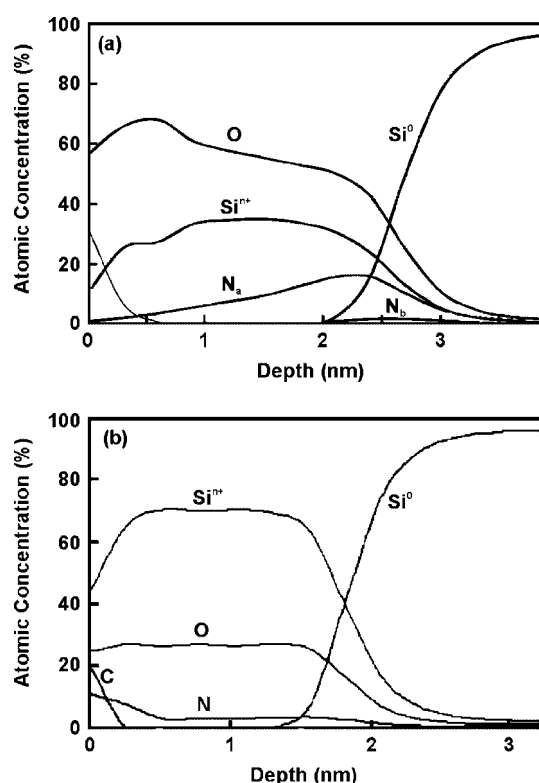 100
(a)
80
Atomic Concentration (%)
O
Si⁰
60
40
Siⁿ⁺
20
Nₐ
N_b
0
0 1 2 3
Depth (nm)
100
(b)
80
Atomic Concentration (%)
Siⁿ⁺
Si⁰
60
40
O
20
C
N
0
0 1 2 3
Depth (nm)